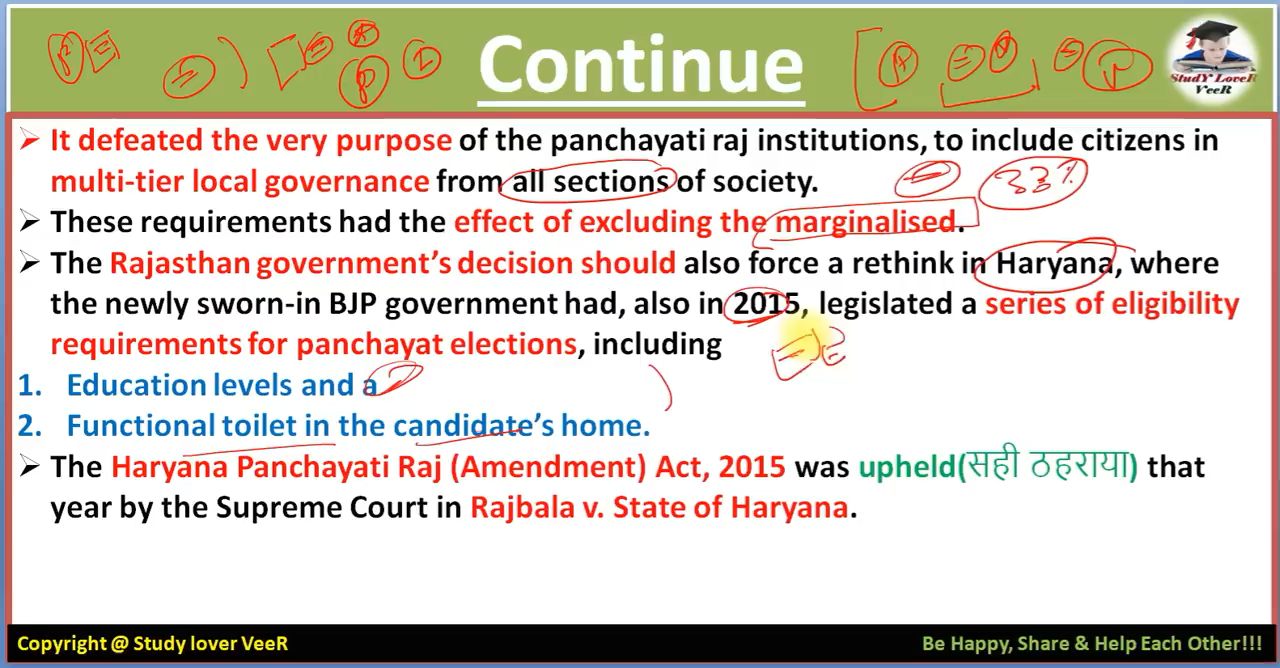 Continue
StudY LoveR
VeeR
➢ It defeated the very purpose of the panchayati raj institutions, to include citizens in
multi-tier local governance from all sections of society.
33%
➢ These requirements had the effect of excluding the marginalised.
➢ The Rajasthan government’s decision should also force a rethink in Haryana, where
the newly sworn-in BJP government had, also in 2015, legislated a series of eligibility
requirements for panchayat elections, including
1. Education levels and a
2. Functional toilet in the candidate’s home.
➢ The Haryana Panchayati Raj (Amendment) Act, 2015 was upheld(सही ठहराया) that
year by the Supreme Court in Rajbala v. State of Haryana.
Copyright @ Study lover VeeR
Be Happy, Share & Help Each Other!!!